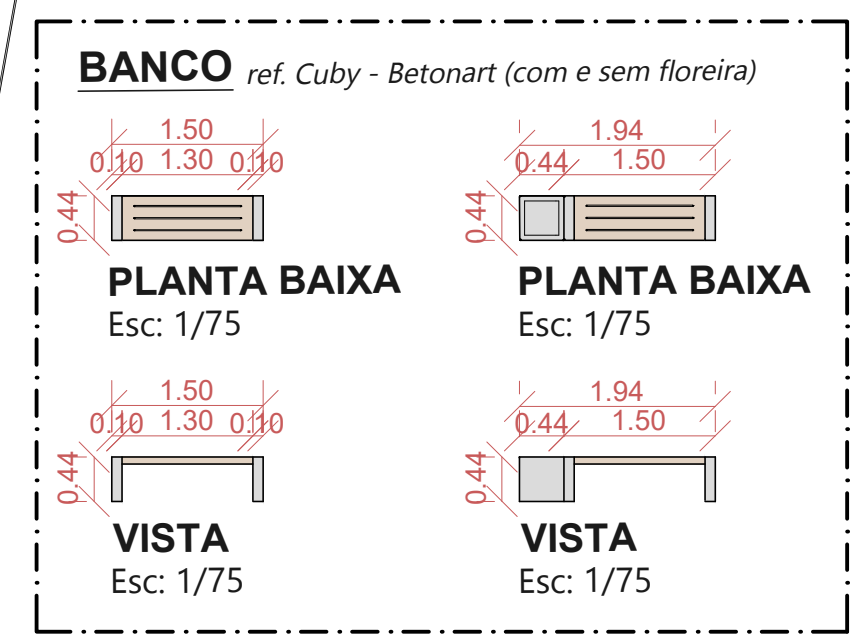 BANCO ref. Cuby - Betonart (com e sem floreira)
1.50
0.10 1.30 0.10
0.44
PLANTA BAIXA
Esc: 1/75
1.94
0.44 1.50
0.44
PLANTA BAIXA
Esc: 1/75
1.50
0.10 1.30 0.10
0.44
VISTA
Esc: 1/75
1.94
0.44 1.50
0.44
VISTA
Esc: 1/75